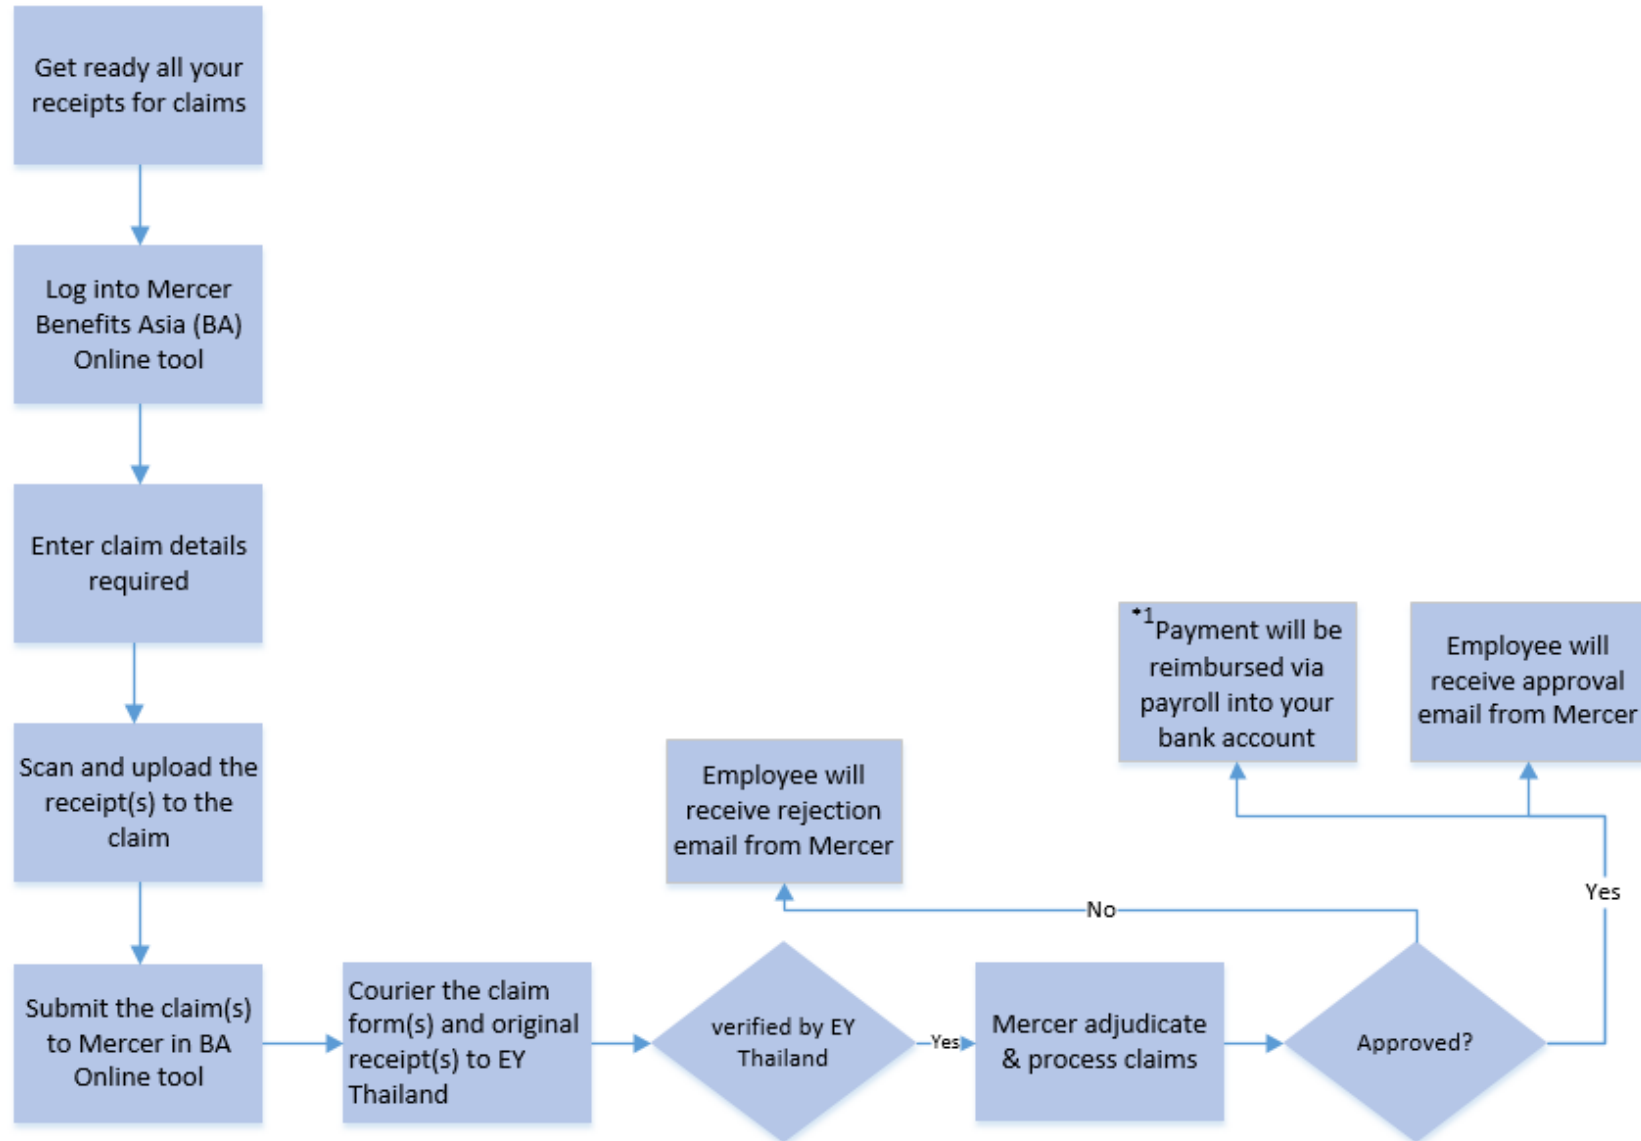 Get ready all your
receipts for claims
Log into Mercer
Benefits Asia (BA)
Online tool
Enter claim details
required
Scan and upload the
receipt(s) to the
claim
Submit the claim(s)
to Mercer in BA
Online tool
Courier the claim
form(s) and original
receipt(s) to EY
Thailand
verified by EY
Thailand
Yes
Mercer adjudicate
& process claims
Approved?
No
Employee will
receive rejection
email from Mercer
Yes
*1Payment will be
reimbursed via
payroll into your
bank account
Employee will
receive approval
email from Mercer